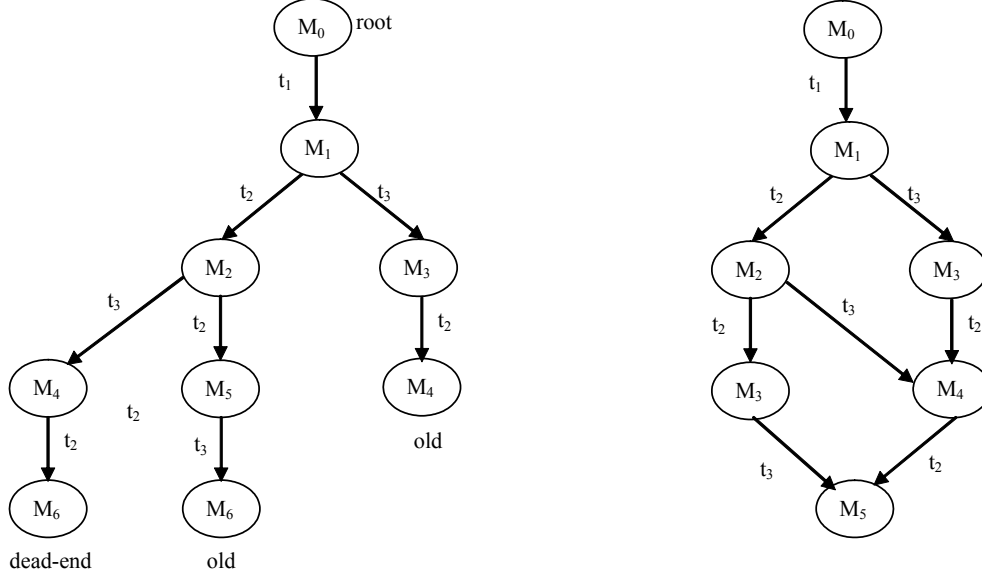 M0 root
t1
M1
t2 t3
M2 M3
t3 t2 t2
M4 t2 M5 M4
old
t2 t3
M6 M6
dead-end old
M0
t1
M1
t2 t3
M2 M3
t2 t3 t2
M3 M4
t3 t2
M5